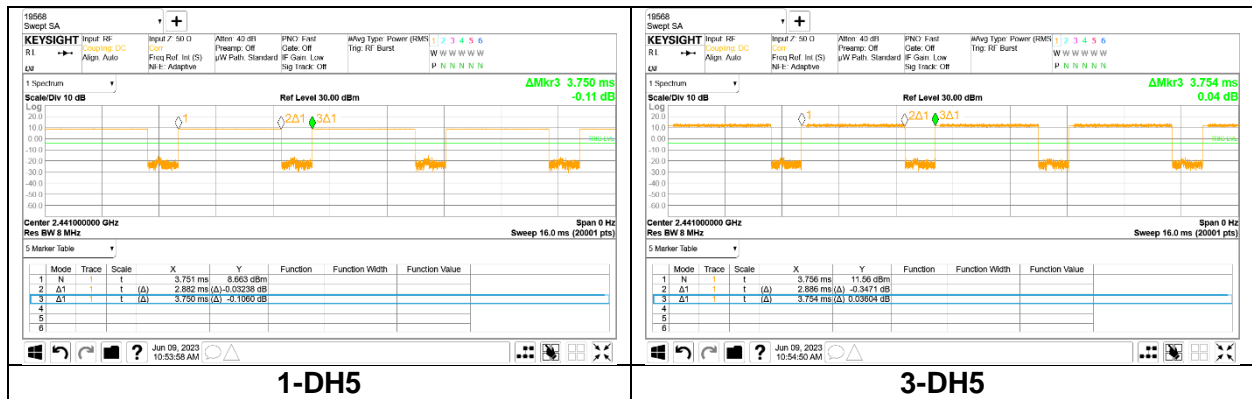 19568
Swept SA
+
KEYSIGHT Input: RF Input Z: 50 Ω Atten: 40 dB PNO: Fast #Avg Type: Power (RMS 1 2 3 4 5 6
RL Coupling: DC Corr Preamp: Off Gate: Off Trig: RF Burst W W W W W W
Align: Auto Freq Ref: Int (S) µW Path: Standard IF Gain: Low P N N N N N
NFE: Adaptive Sig Track: Off
1 Spectrum ΔMkr3 3.750 ms
Scale/Div 10 dB Ref Level 30.00 dBm -0.11 dB
Log
20.0 1 2Δ1 3Δ1
10.0
0.00
-10.0
-20.0
-30.0
-40.0
-50.0
-60.0
Center 2.441000000 GHz Span 0 Hz
Res BW 8 MHz Sweep 16.0 ms (20001 pts)
5 Marker Table
Mode Trace Scale X Y Function Function Width Function Value
1 N 1 t 3.751 ms 8.663 dBm
2 Δ1 1 t (Δ) 2.882 ms (Δ) -0.03238 dB
3 Δ1 1 t (Δ) 3.750 ms (Δ) -0.1060 dB
4
5
6
? Jun 09, 2023
10:53:58 AM
1-DH5
19568
Swept SA
+
KEYSIGHT Input: RF Input Z: 50 Ω Atten: 40 dB PNO: Fast #Avg Type: Power (RMS 1 2 3 4 5 6
RL Coupling: DC Corr Preamp: Off Gate: Off Trig: RF Burst W W W W W W
Align: Auto Freq Ref: Int (S) µW Path: Standard IF Gain: Low P N N N N N
NFE: Adaptive Sig Track: Off
1 Spectrum ΔMkr3 3.754 ms
Scale/Div 10 dB Ref Level 30.00 dBm 0.04 dB
Log
20.0 1 2Δ1 3Δ1
10.0
0.00
-10.0
-20.0
-30.0
-40.0
-50.0
-60.0
Center 2.441000000 GHz Span 0 Hz
Res BW 8 MHz Sweep 16.0 ms (20001 pts)
5 Marker Table
Mode Trace Scale X Y Function Function Width Function Value
1 N 1 t 3.756 ms 11.56 dBm
2 Δ1 1 t (Δ) 2.886 ms (Δ) -0.3471 dB
3 Δ1 1 t (Δ) 3.754 ms (Δ) 0.03604 dB
4
5
6
? Jun 09, 2023
10:54:50 AM
3-DH5